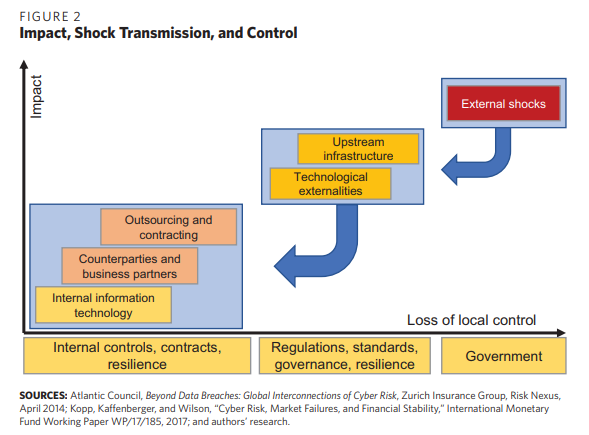 FIGURE 2
Impact, Shock Transmission, and Control
Impact
External shocks
Upstream
infrastructure
Technological
externalities
Outsourcing and
contracting
Counterparties and
business partners
Internal information
technology
Loss of local control
Internal controls, contracts,
resilience
Regulations, standards,
governance, resilience
Government
SOURCES: Atlantic Council, Beyond Data Breaches: Global Interconnections of Cyber Risk, Zurich Insurance Group, Risk Nexus,
April 2014; Kopp, Kaffenberger, and Wilson, “Cyber Risk, Market Failures, and Financial Stability,” International Monetary
Fund Working Paper WP/17/185, 2017; and authors’ research.